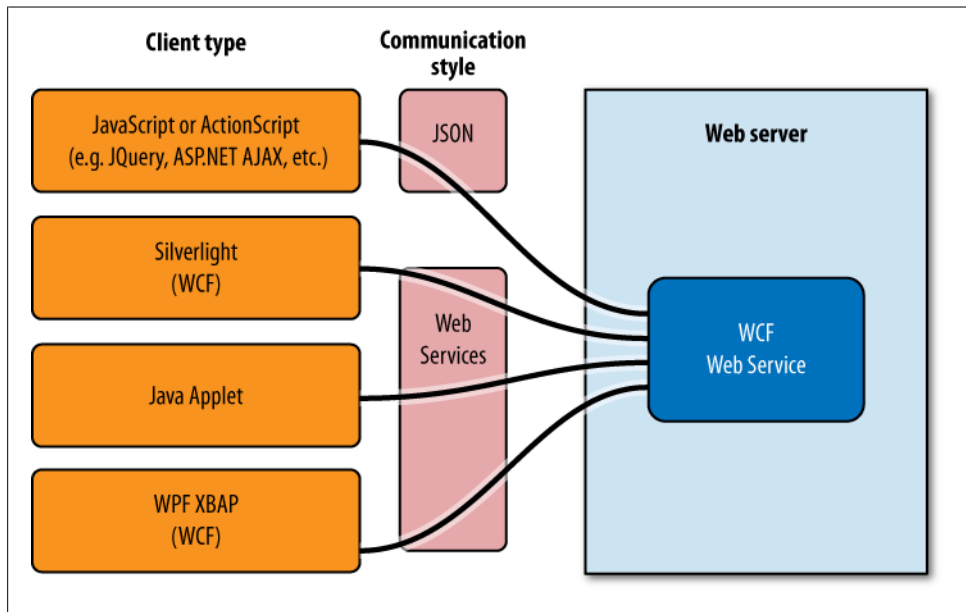 Client type
Communication
style
JavaScript or ActionScript
(e.g. JQuery, ASP.NET AJAX, etc.)
JSON
Web server
Silverlight
(WCF)
Web
Services
WCF
Web Service
Java Applet
WPF XBAP
(WCF)